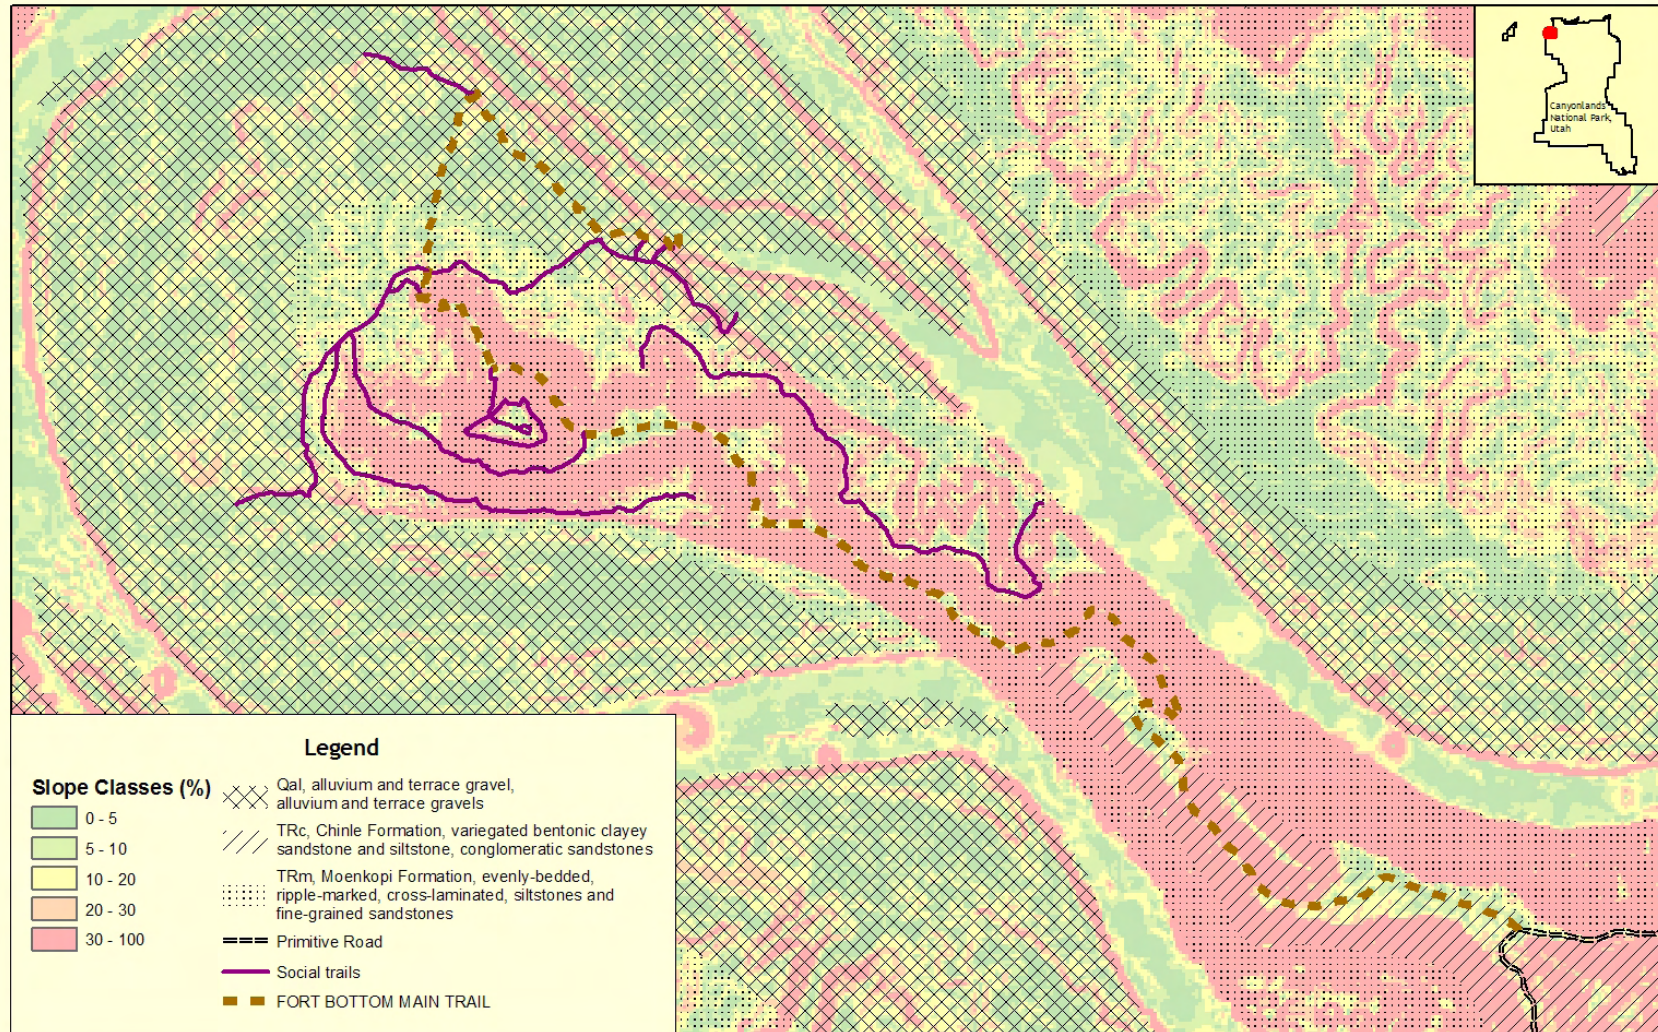 Canyonlands
National Park,
Utah
Legend
Slope Classes (%)
0 - 5
5 - 10
10 - 20
20 - 30
30 - 100
Qal, alluvium and terrace gravel,
alluvium and terrace gravels
TRc, Chinle Formation, variegated bentonic clayey
sandstone and siltstone, conglomeratic sandstones
TRm, Moenkopi Formation, evenly-bedded,
ripple-marked, cross-laminated, siltstones and
fine-grained sandstones
Primitive Road
Social trails
FORT BOTTOM MAIN TRAIL